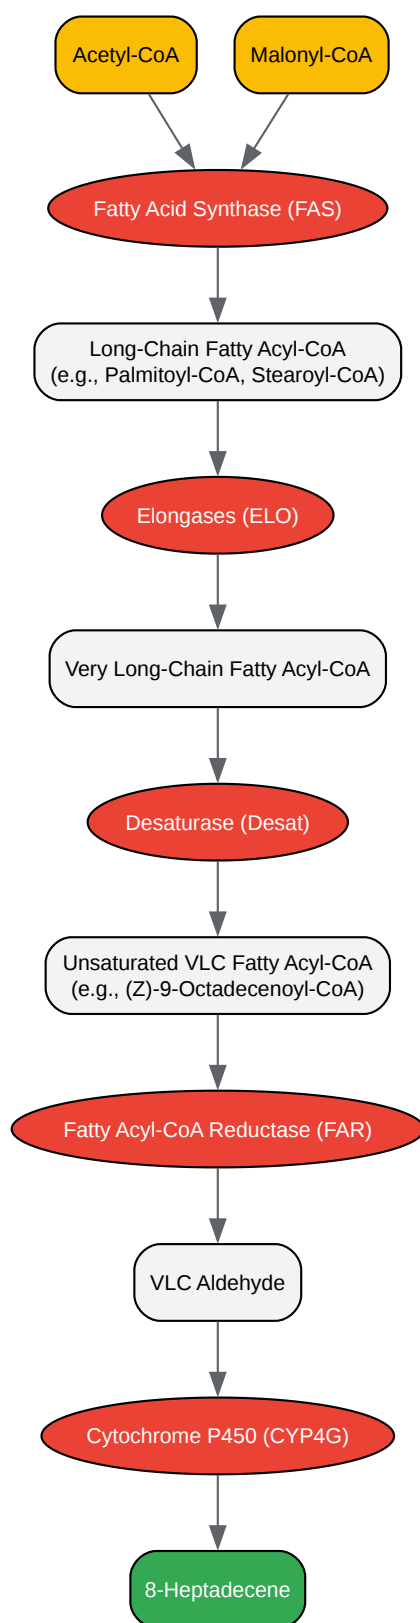 Acetyl-CoA
Malonyl-CoA
Fatty Acid Synthase (FAS)
Long-Chain Fatty Acyl-CoA
(e.g., Palmitoyl-CoA, Stearoyl-CoA)
Elongases (ELO)
Very Long-Chain Fatty Acyl-CoA
Desaturase (Desat)
Unsaturated VLC Fatty Acyl-CoA
(e.g., (Z)-9-Octadecenoyl-CoA)
Fatty Acyl-CoA Reductase (FAR)
VLC Aldehyde
Cytochrome P450 (CYP4G)
8-Heptadecene